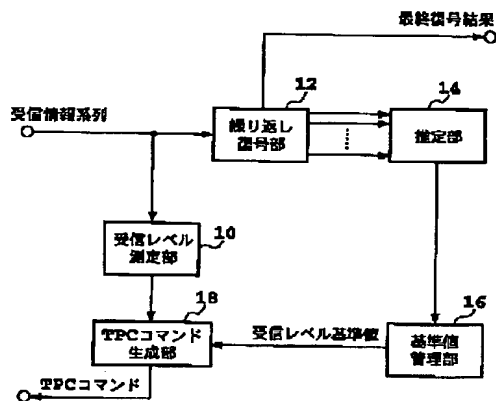 最終復号結果
12
14
受信情報系列
繰り返し
復号部
推定部
受信レベル
測定部
10
18
16
TPCコマンド
生成部
受信レベル基準値
基準値
管理部
TPCコマンド